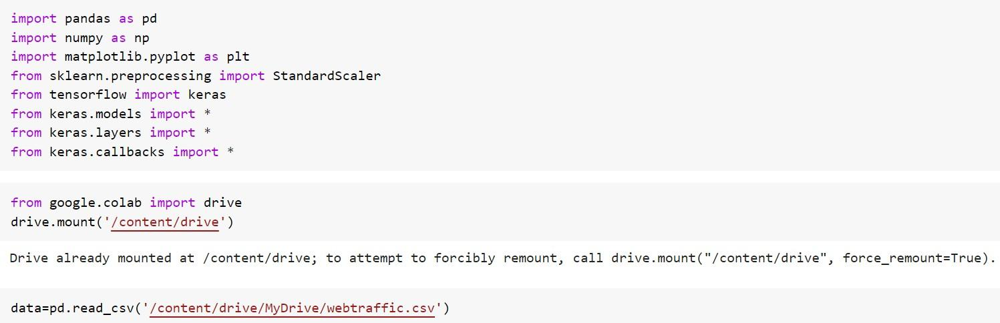 import pandas as pd
import numpy as np
import matplotlib.pyplot as plt
from sklearn.preprocessing import StandardScaler
from tensorflow import keras
from keras.models import *
from keras.layers import *
from keras.callbacks import *
from google.colab import drive
drive.mount('/content/drive')
Drive already mounted at /content/drive; to attempt to forcibly remount, call drive.mount("/content/drive", force_remount=True).
data=pd.read_csv('/content/drive/MyDrive/webtraffic.csv')